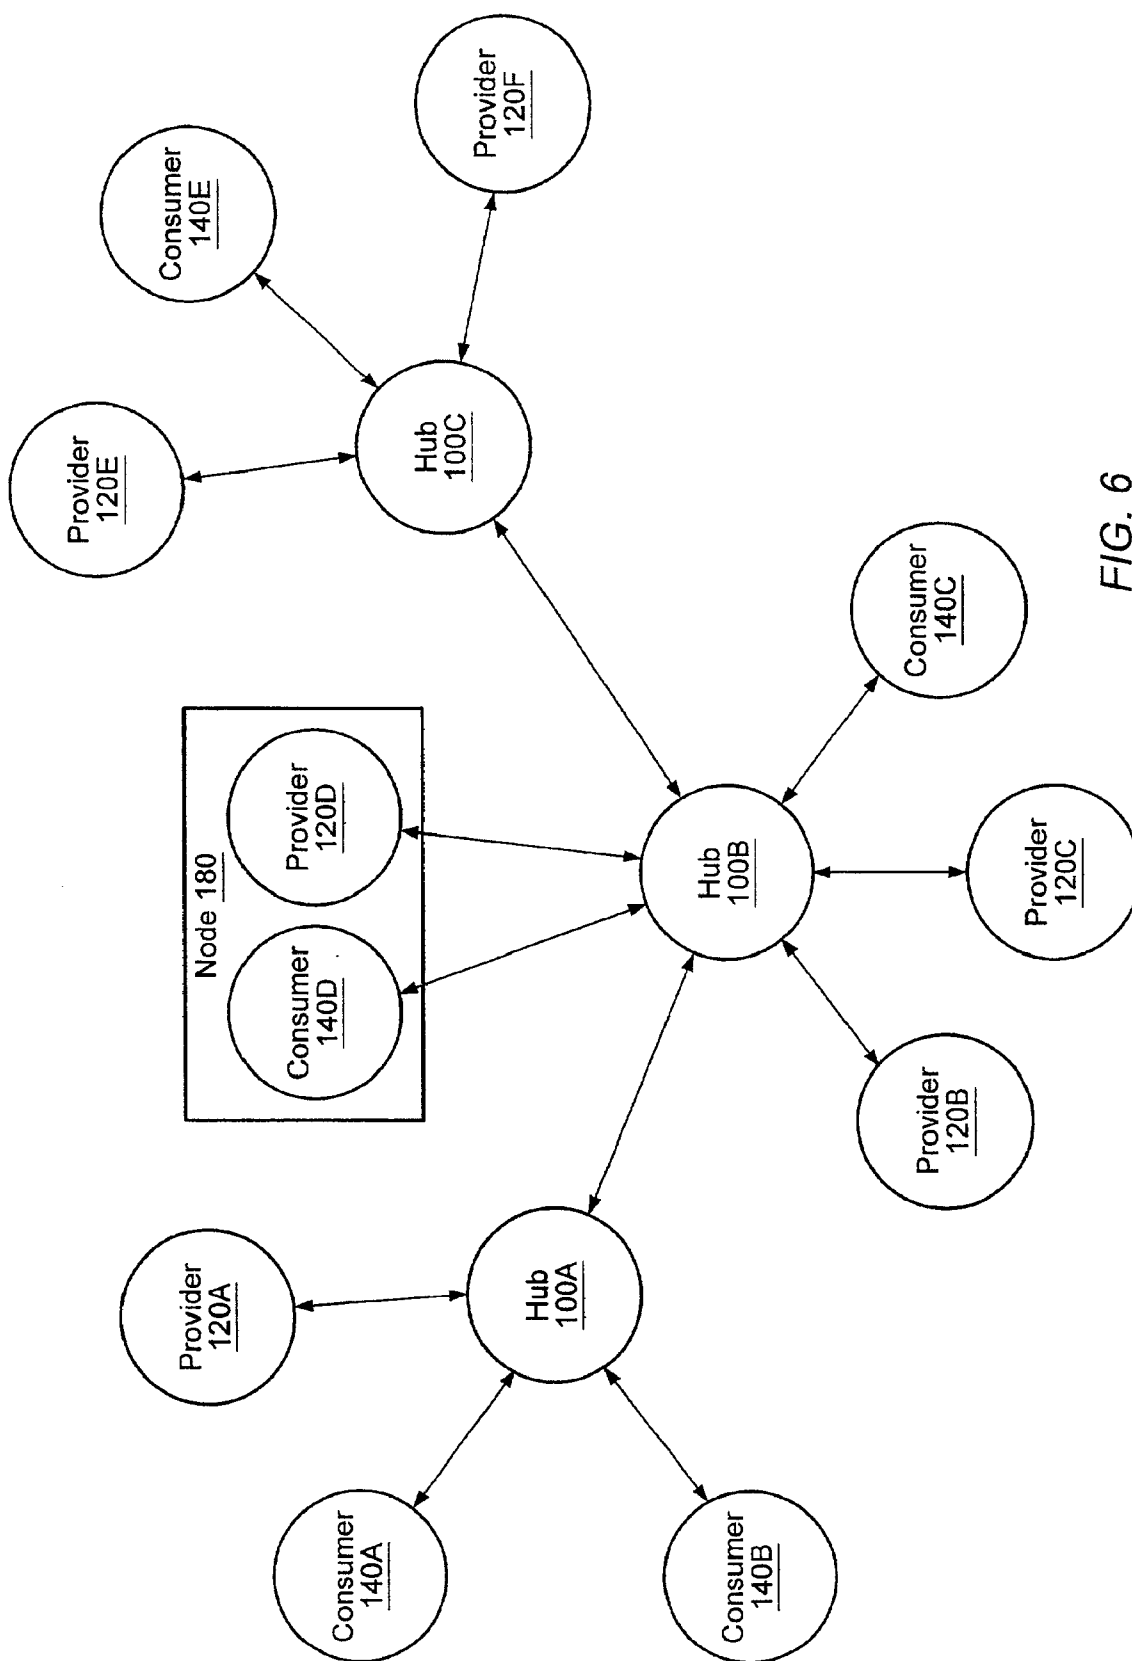 Provider
120A
Consumer
140A
Hub
100A
Consumer
140B
Node 180
Consumer
140D
Provider
120D
Hub
100B
Provider
120B
Provider
120C
Consumer
140C
Provider
120E
Consumer
140E
Hub
100C
Provider
120F
FIG. 6